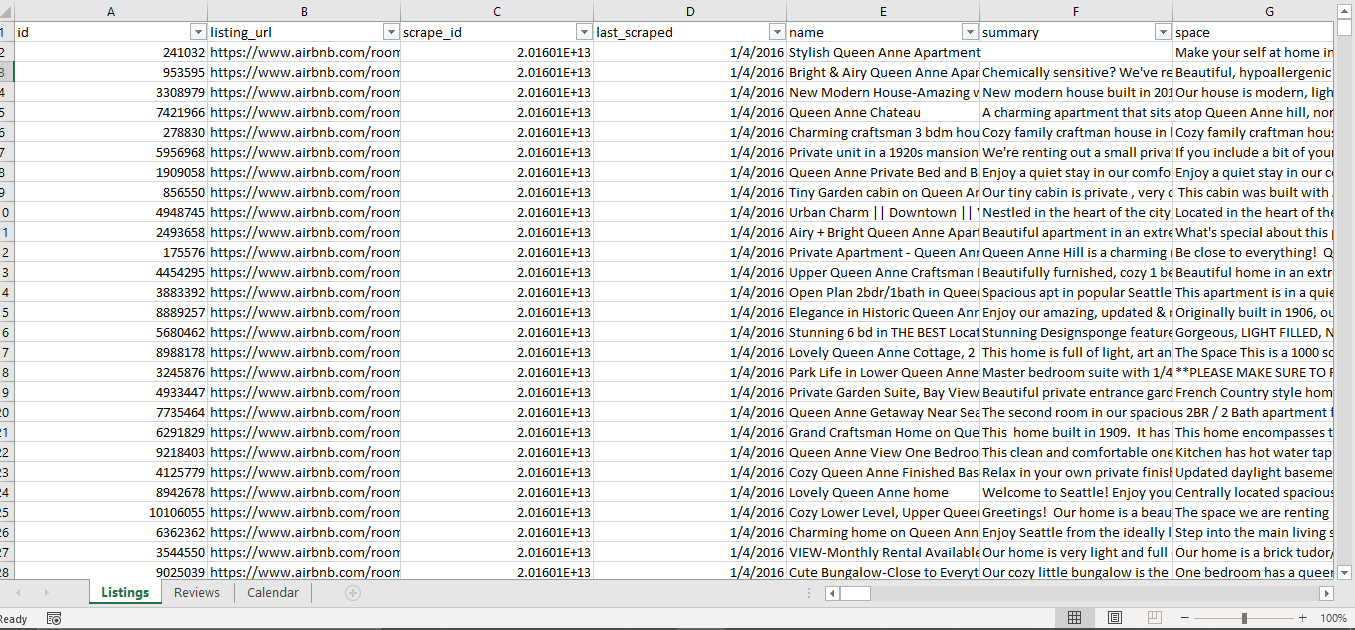 A B C D E F G
1 id listing_url scrape_id last_scraped name summary space
2 241032 https://www.airbnb.com/room 2.01601E+13 1/4/2016 Stylish Queen Anne Apartment Make your self at home in
3 953595 https://www.airbnb.com/room 2.01601E+13 1/4/2016 Bright & Airy Queen Anne Apar Chemically sensitive? We've re Beautiful, hypoallergenic
4 3308979 https://www.airbnb.com/room 2.01601E+13 1/4/2016 New Modern House-Amazing w New modern house built in 201 Our house is modern, ligh
5 7421966 https://www.airbnb.com/room 2.01601E+13 1/4/2016 Queen Anne Chateau A charming apartment that sits atop Queen Anne hill, nor
6 278830 https://www.airbnb.com/room 2.01601E+13 1/4/2016 Charming craftsman 3 bdm hou Cozy family craftman house in Cozy family craftman hous
7 5956968 https://www.airbnb.com/room 2.01601E+13 1/4/2016 Private unit in a 1920s mansion We're renting out a small priva If you include a bit of your
8 1909058 https://www.airbnb.com/room 2.01601E+13 1/4/2016 Queen Anne Private Bed and B Enjoy a quiet stay in our comfo Enjoy a quiet stay in our c
9 856550 https://www.airbnb.com/room 2.01601E+13 1/4/2016 Tiny Garden cabin on Queen An Our tiny cabin is private , very c This cabin was built with
0 4948745 https://www.airbnb.com/room 2.01601E+13 1/4/2016 Urban Charm || Downtown || Nestled in the heart of the city Located in the heart of the
1 2493658 https://www.airbnb.com/room 2.01601E+13 1/4/2016 Airy + Bright Queen Anne Apart Beautiful apartment in an extre What's special about this
2 175576 https://www.airbnb.com/room 2.01601E+13 1/4/2016 Private Apartment - Queen Ann Queen Anne Hill is a charming Be close to everything! Q
3 4454295 https://www.airbnb.com/room 2.01601E+13 1/4/2016 Upper Queen Anne Craftsman Beautifully furnished, cozy 1 be Beautiful home in an extr
4 3883392 https://www.airbnb.com/room 2.01601E+13 1/4/2016 Open Plan 2bdr/1bath in Queen Spacious apt in popular Seattle This apartment is in a quie
5 8889257 https://www.airbnb.com/room 2.01601E+13 1/4/2016 Elegance in Historic Queen Ann Enjoy our amazing, updated & Originally built in 1906, ou
6 5680462 https://www.airbnb.com/room 2.01601E+13 1/4/2016 Stunning 6 bd in THE BEST Locat Stunning Designsponge feature Gorgeous, LIGHT FILLED, N
7 8988178 https://www.airbnb.com/room 2.01601E+13 1/4/2016 Lovely Queen Anne Cottage, 2 This home is full of light, art an The Space This is a 1000 sq
8 3245876 https://www.airbnb.com/room 2.01601E+13 1/4/2016 Park Life in Lower Queen Anne Master bedroom suite with 1/4 **PLEASE MAKE SURE TO
9 4933447 https://www.airbnb.com/room 2.01601E+13 1/4/2016 Private Garden Suite, Bay View Beautiful private entrance gard French Country style hom
20 7735464 https://www.airbnb.com/room 2.01601E+13 1/4/2016 Queen Anne Getaway Near Sea The second room in our spacious 2BR / 2 Bath apartment
21 6291829 https://www.airbnb.com/room 2.01601E+13 1/4/2016 Grand Craftsman Home on Que This home built in 1909. It has This home encompasses t
22 9218403 https://www.airbnb.com/room 2.01601E+13 1/4/2016 Queen Anne View One Bedroo This clean and comfortable one Kitchen has hot water tap
23 4125779 https://www.airbnb.com/room 2.01601E+13 1/4/2016 Cozy Queen Anne Finished Bas Relax in your own private finish Updated daylight baseme
24 8942678 https://www.airbnb.com/room 2.01601E+13 1/4/2016 Lovely Queen Anne home Welcome to Seattle! Enjoy you Centrally located spacious
25 10106055 https://www.airbnb.com/room 2.01601E+13 1/4/2016 Cozy Lower Level, Upper Queen Greetings! Our home is a beau The space we are renting
26 6362362 https://www.airbnb.com/room 2.01601E+13 1/4/2016 Charming home on Queen Ann Enjoy Seattle from the ideally l Step into the main living s
27 3544550 https://www.airbnb.com/room 2.01601E+13 1/4/2016 VIEW-Monthly Rental Available Our home is very light and full Our home is a brick tudor/
28 9025039 https://www.airbnb.com/room 2.01601E+13 1/4/2016 Cute Bungalow-Close to Everyt Our cozy little bungalow is the One bedroom has a queen
Listings Reviews Calendar
Ready 100%